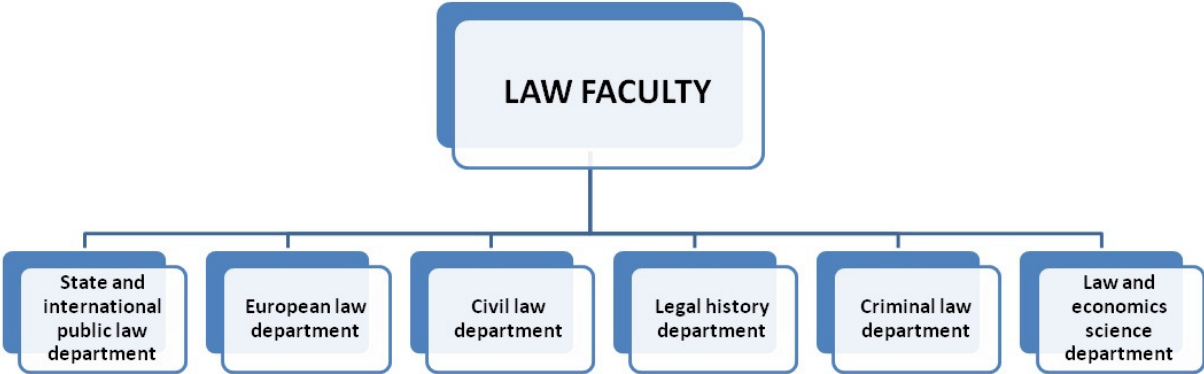 LAW FACULTY
State and
international
public law
department
European law
department
Civil law
department
Legal history
department
Criminal law
department
Law and
economics
science
department